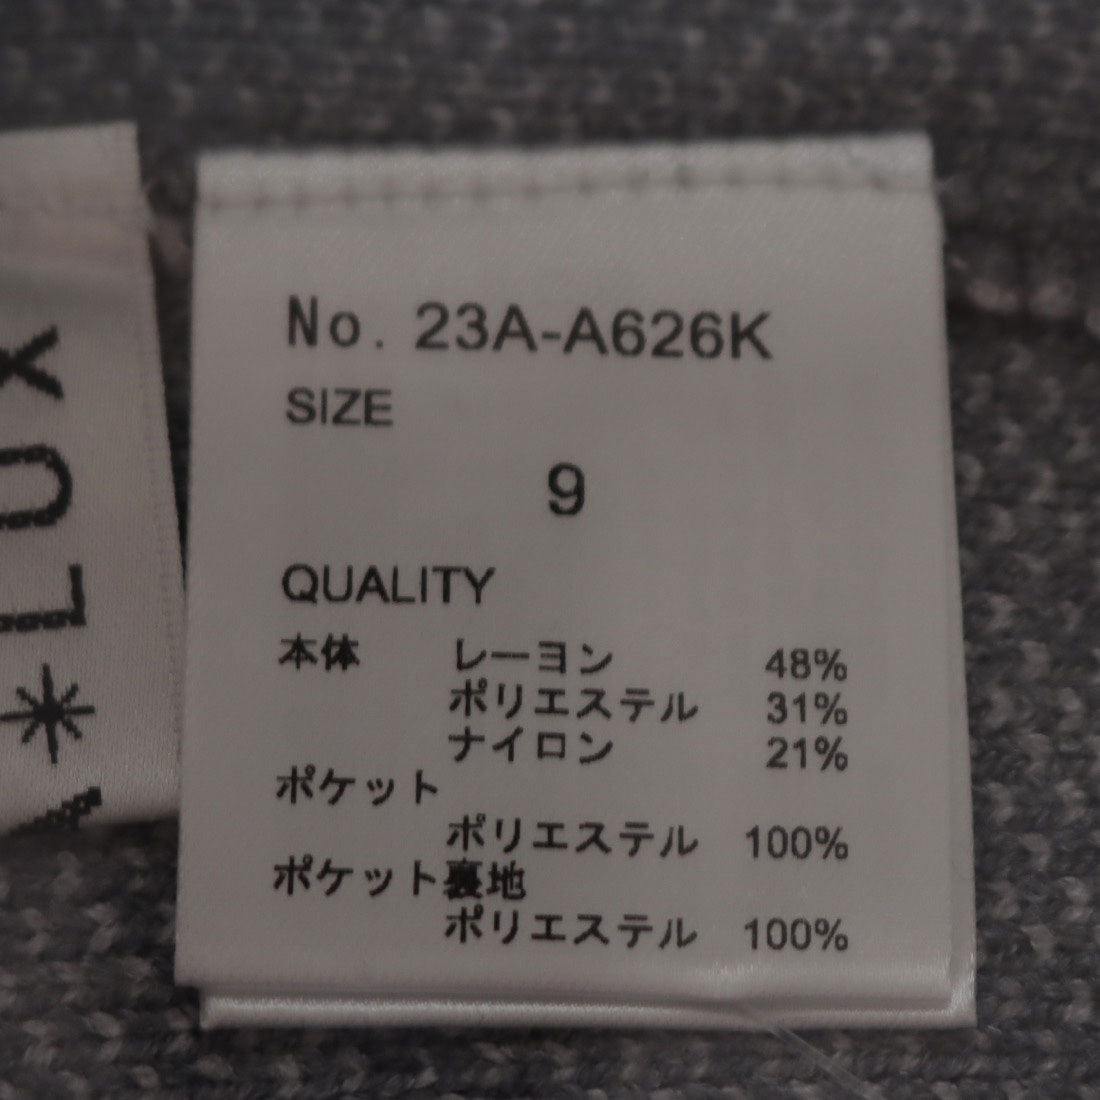 No. 23A-A626K
SIZE
9
QUALITY
本体 レーヨン 48%
ポリエステル 31%
ナイロン 21%
ポケット
ポリエステル 100%
ポケット裏地
ポリエステル 100%
*LUX